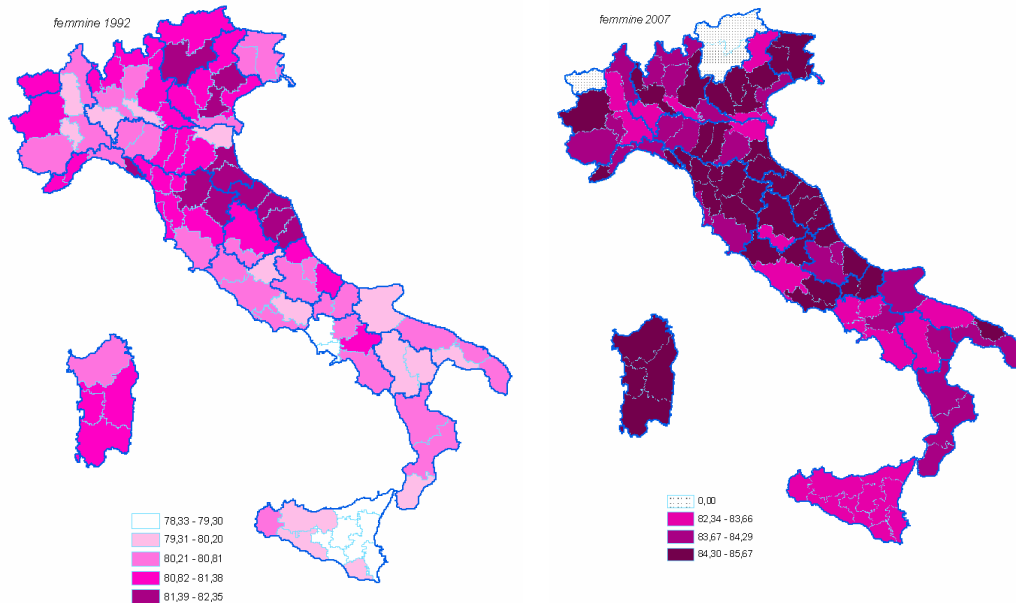 femmine 1992
78,33 - 79,30
79,31 - 80,20
80,21 - 80,81
80,82 - 81,38
81,39 - 82,35
femmine 2007
0,00
82,34 - 83,66
83,67 - 84,29
84,30 - 85,67